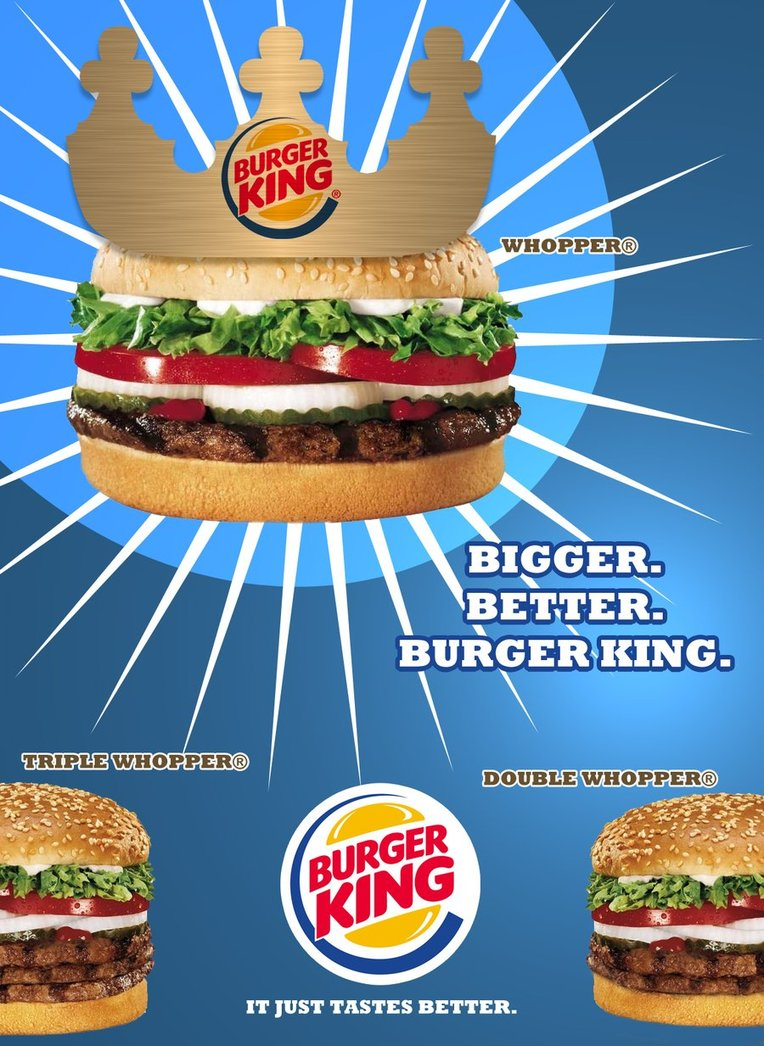 BURGER
KING®
WHOPPER®
BIGGER.
BETTER.
BURGER KING.
TRIPLE WHOPPER®
DOUBLE WHOPPER®
BURGER
KING
IT JUST TASTES BETTER.